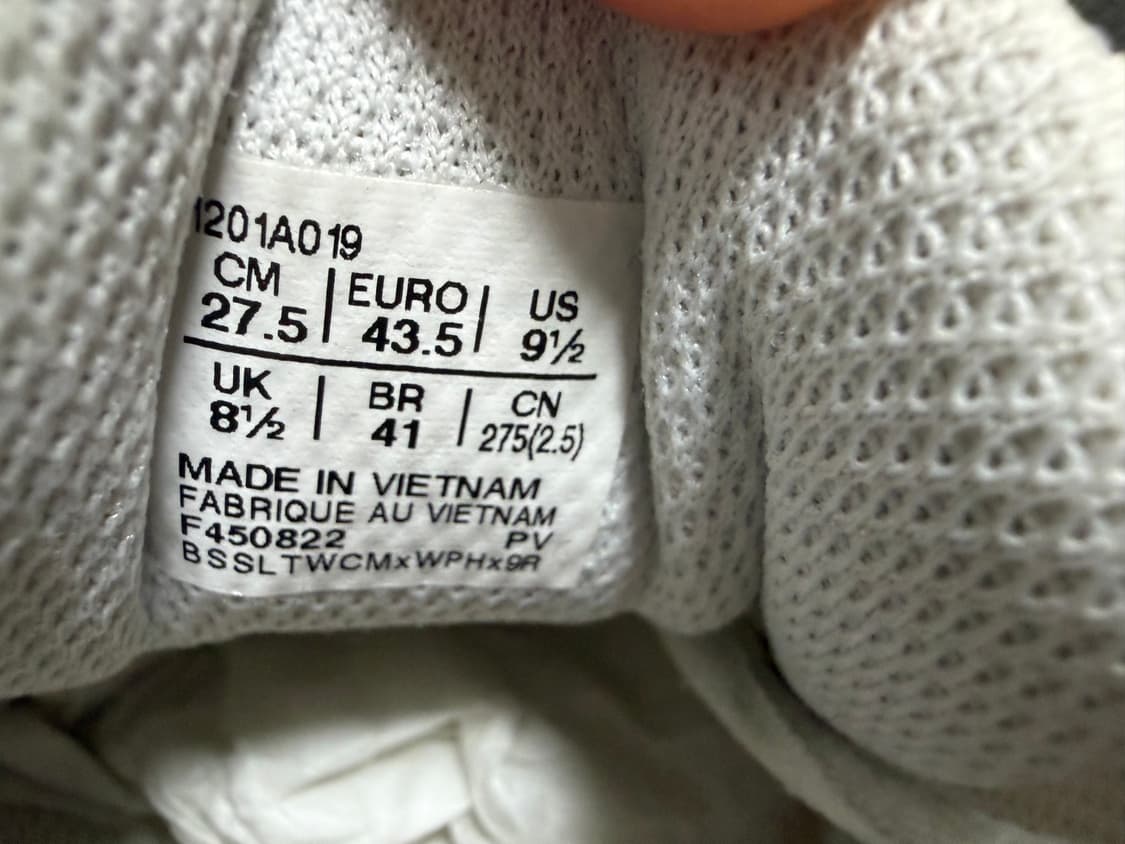 1201A019
CM | EURO | US
27.5 | 43.5 | 9½
UK | BR | CN
8½ | 41 | 275(2.5)
MADE IN VIETNAM
FABRIQUE AU VIETNAM
F450822 PV
BSSLTWCMxWPHx9R